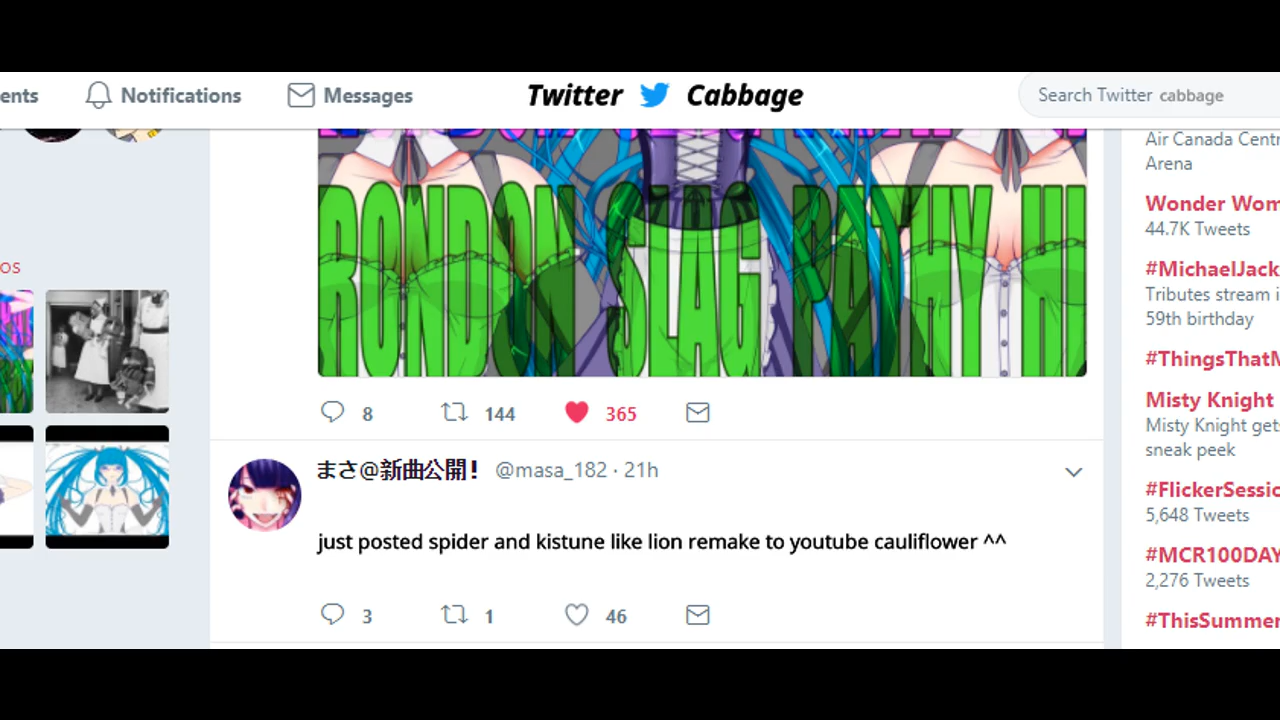 ents Notifications Messages Twitter Cabbage Search Twitter cabbage
RONDON SLAG PATHY HI
8 144 365
まさ@新曲公開! @masa_182 · 21h
just posted spider and kistune like lion remake to youtube cauliflower ^^
3 1 46
os
Air Canada Centr
Arena
Wonder Wom
44.7K Tweets
#MichaelJack
Tributes stream i
59th birthday
#ThingsThatM
Misty Knight
Misty Knight gets
sneak peek
#FlickerSessio
5,648 Tweets
#MCR100DAY
2,276 Tweets
#ThisSummer